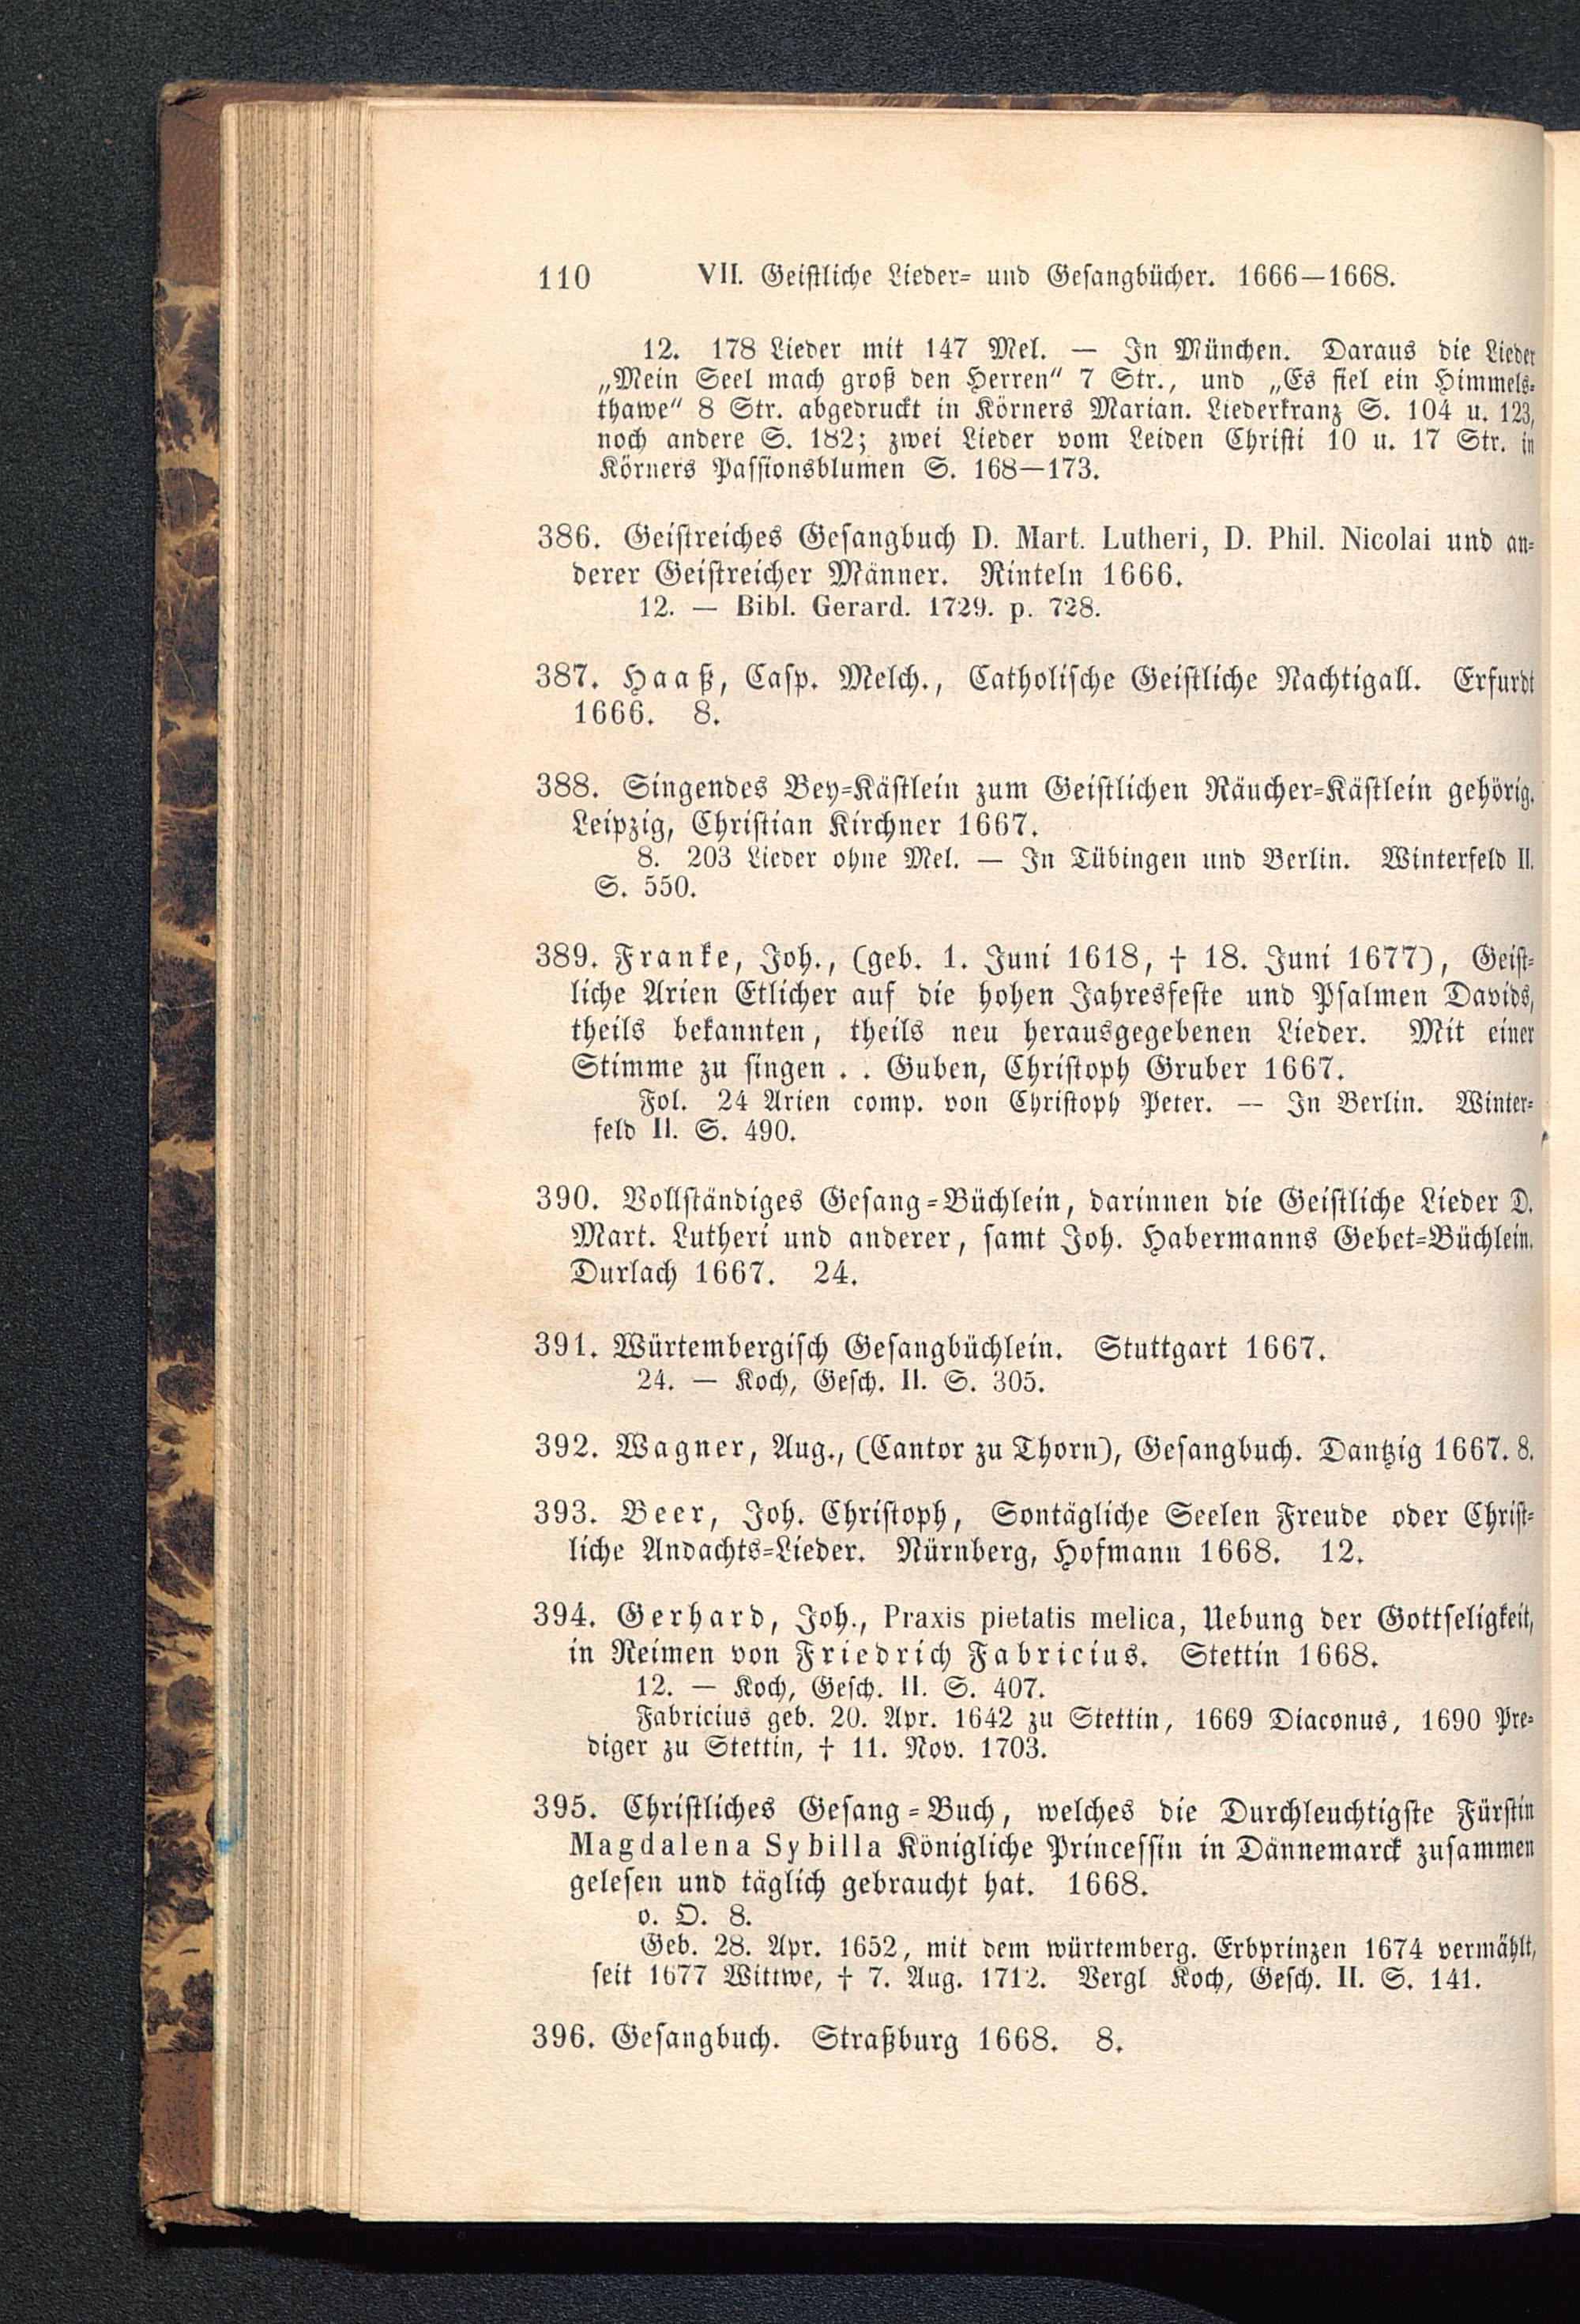 110 VII. Geistliche Lieder- und Gesangbücher. 1666—1668.
12. 178 Lieder mit 147 Mel. — In München. Daraus die Lieder
„Mein Seel mach groß den Herren“ 7 Str., und „Es fiel ein Himmels-
thawe“ 8 Str. abgedruckt in Körners Marian. Liederkranz S. 104 u. 123,
noch andere S. 182; zwei Lieder vom Leiden Christi 10 u. 17 Str. in
Körners Passionsblumen S. 168—173.
386. Geistreiches Gesangbuch D. Mart. Lutheri, D. Phil. Nicolai und an-
derer Geistreicher Männer. Rinteln 1666.
12. — Bibl. Gerard. 1729. p. 728.
387. Haaß, Casp. Melch., Catholische Geistliche Nachtigall. Erfurdt
1666. 8.
388. Singendes Bey-Kästlein zum Geistlichen Räucher-Kästlein gehörig.
Leipzig, Christian Kirchner 1667.
8. 203 Lieder ohne Mel. — In Tübingen und Berlin. Winterfeld II.
S. 550.
389. Franke, Joh., (geb. 1. Juni 1618, † 18. Juni 1677), Geist-
liche Arien Etlicher auf die hohen Jahresfeste und Psalmen Davids,
theils bekannten, theils neu herausgegebenen Lieder. Mit einer
Stimme zu singen . . Guben, Christoph Gruber 1667.
Fol. 24 Arien comp. von Christoph Peter. — In Berlin. Winter-
feld II. S. 490.
390. Vollständiges Gesang-Büchlein, darinnen die Geistliche Lieder D.
Mart. Lutheri und anderer, samt Joh. Habermanns Gebet-Büchlein.
Durlach 1667. 24.
391. Würtembergisch Gesangbüchlein. Stuttgart 1667.
24. — Koch, Gesch. II. S. 305.
392. Wagner, Aug., (Cantor zu Thorn), Gesangbuch. Dantzig 1667. 8.
393. Beer, Joh. Christoph, Sontägliche Seelen Freude oder Christ-
liche Andachts-Lieder. Nürnberg, Hofmann 1668. 12.
394. Gerhard, Joh., Praxis pietatis melica, Uebung der Gottseligkeit,
in Reimen von Friedrich Fabricius. Stettin 1668.
12. — Koch, Gesch. II. S. 407.
Fabricius geb. 20. Apr. 1642 zu Stettin, 1669 Diaconus, 1690 Pre-
diger zu Stettin, † 11. Nov. 1703.
395. Christliches Gesang-Buch, welches die Durchleuchtigste Fürstin
Magdalena Sybilla Königliche Princessin in Dännemarck zusammen
gelesen und täglich gebraucht hat. 1668.
o. O. 8.
Geb. 28. Apr. 1652, mit dem würtemberg. Erbprinzen 1674 vermählt,
seit 1677 Wittwe, † 7. Aug. 1712. Vergl Koch, Gesch. II. S. 141.
396. Gesangbuch. Straßburg 1668. 8.